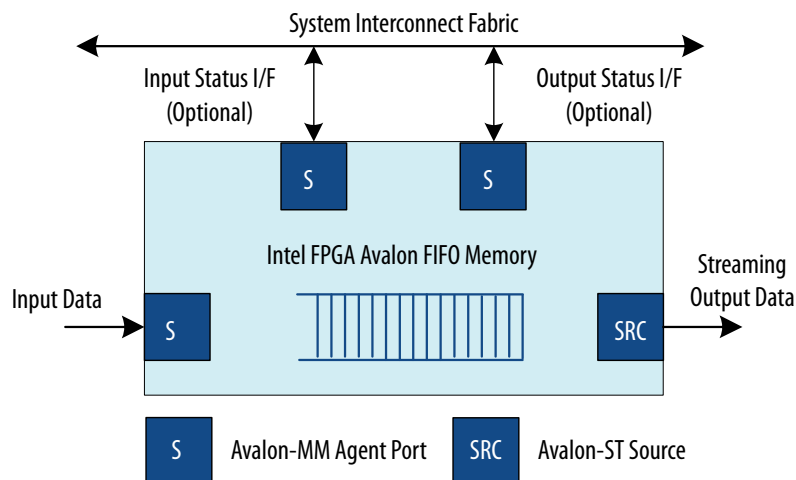 System Interconnect Fabric
Input Status I/F
(Optional)
Output Status I/F
(Optional)
S
S
Intel FPGA Avalon FIFO Memory
Input Data
Streaming
Output Data
S
SRC
S
Avalon-MM Agent Port
SRC
Avalon-ST Source